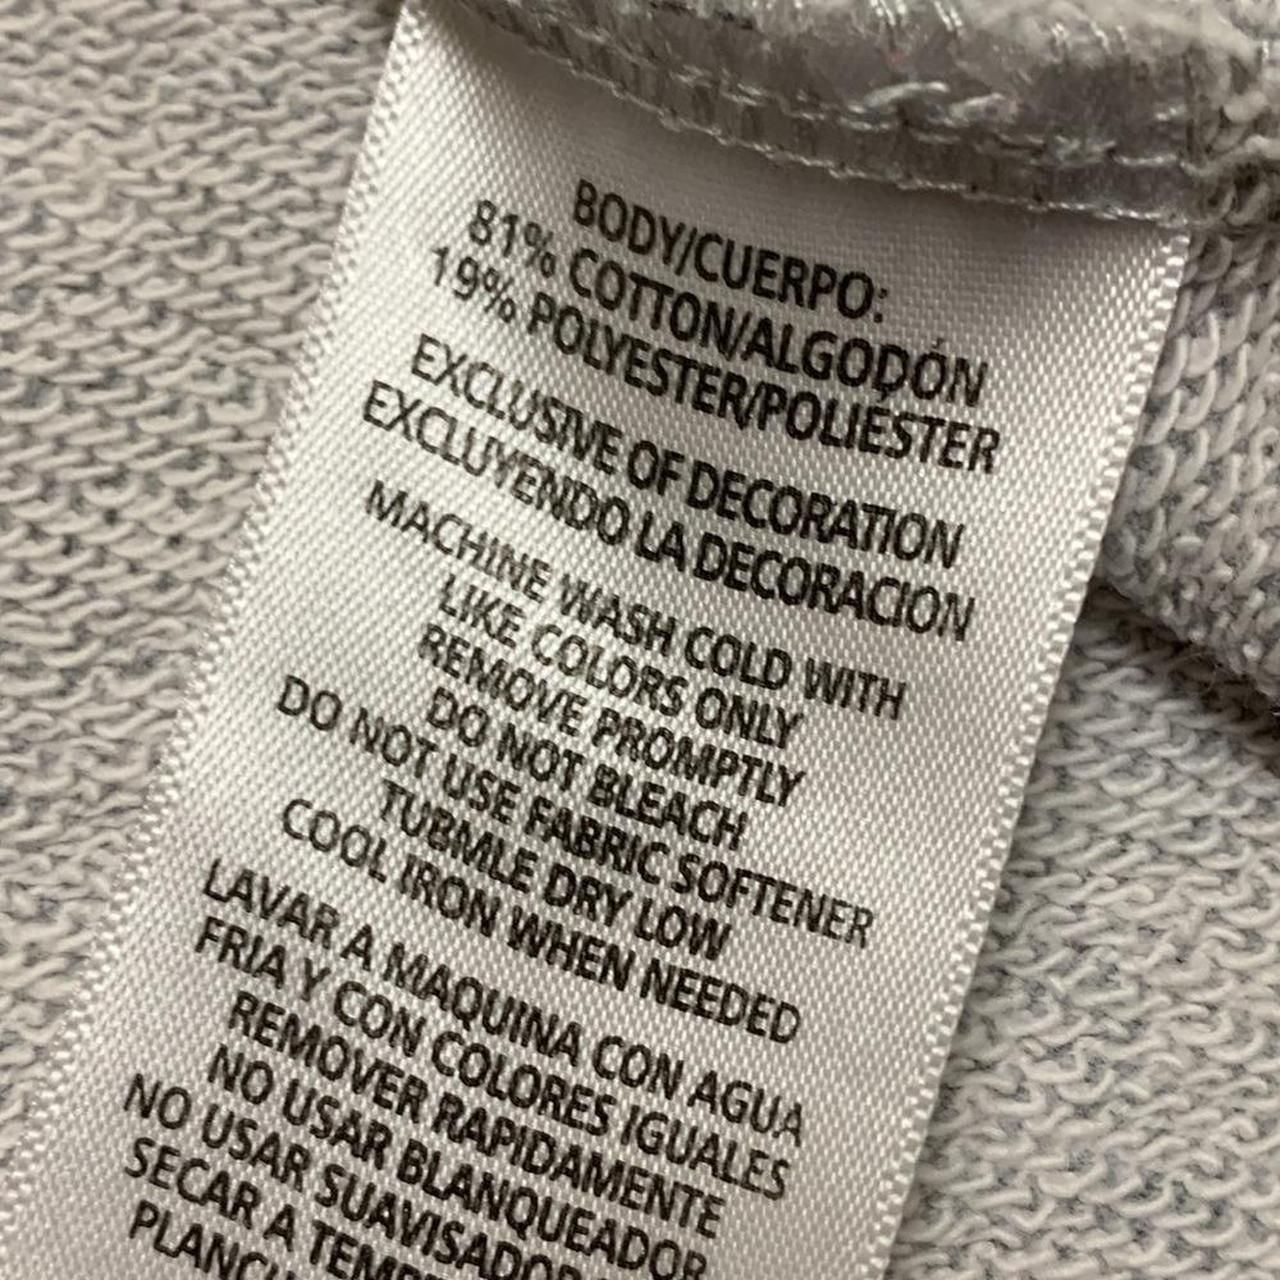 BODY/CUERPO:
81% COTTON/ALGODÓN
19% POLYESTER/POLIÉSTER
EXCLUSIVE OF DECORATION
EXCLUYENDO LA DECORACION
MACHINE WASH COLD WITH
LIKE COLORS ONLY
REMOVE PROMPTLY
DO NOT BLEACH
DO NOT USE FABRIC SOFTENER
TUBMLE DRY LOW
COOL IRON WHEN NEEDED
LAVAR A MAQUINA CON AGUA
FRIA Y CON COLORES IGUALES
REMOVER RAPIDAMENTE
NO USAR BLANQUEADOR
NO USAR SUAVISADOR
SECAR A